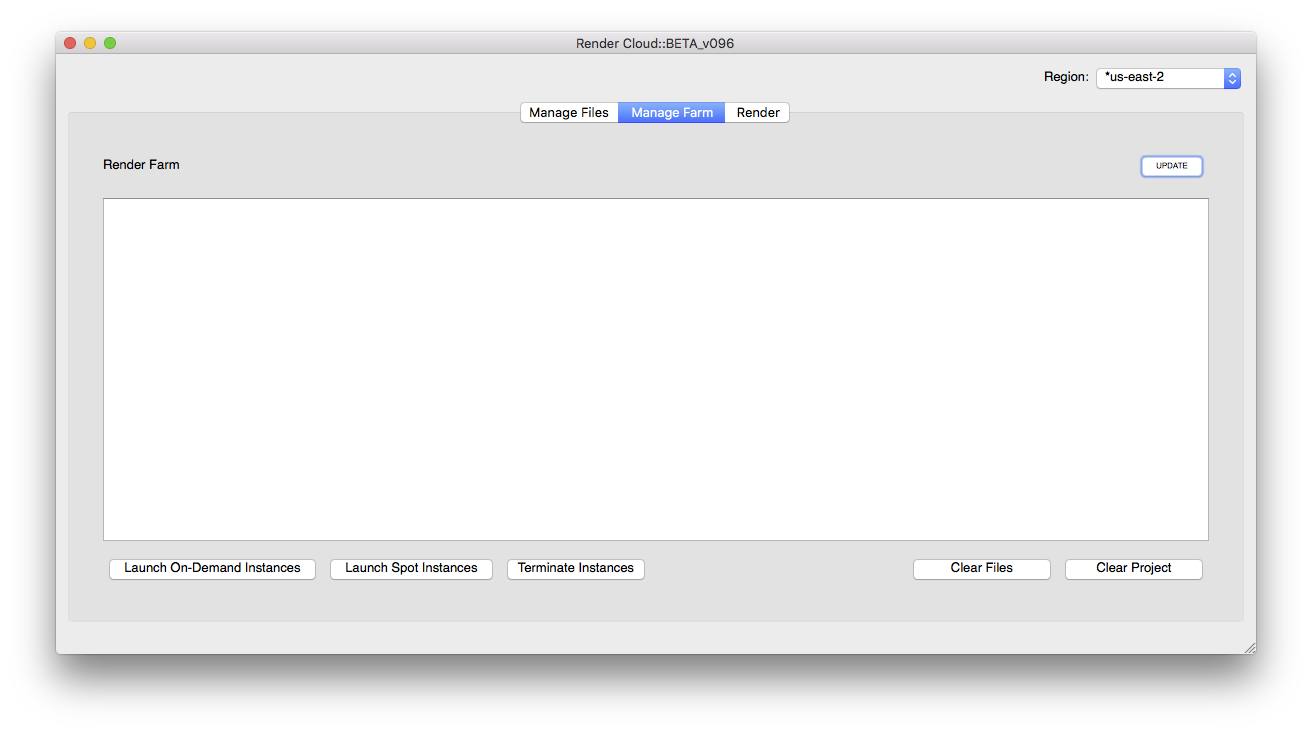 Render Cloud::BETA_v096
Region: *us-east-2
Manage Files Manage Farm Render
Render Farm UPDATE
Launch On-Demand Instances Launch Spot Instances Terminate Instances Clear Files Clear Project